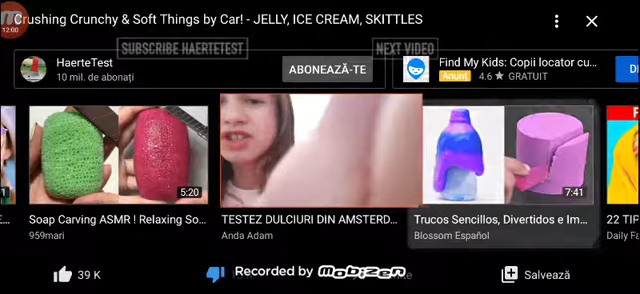 Crushing Crunchy & Soft Things by Car! - JELLY, ICE CREAM, SKITTLES
12:00
SUBSCRIBE HAERTETEST
NEXT VIDEO
HaerteTest
10 mil. de abonați
ABONEAZĂ-TE
Find My Kids: Copii locator cu...
Anunț 4.6 ★ GRATUIT
5:20
7:41
Soap Carving ASMR ! Relaxing So...
959mari
TESTEZ DULCIURI DIN AMSTERD...
Anda Adam
Trucos Sencillos, Divertidos e Im...
Blossom Español
22 TIP
Daily Fa
39 K
Recorded by Mobizen
Salvează